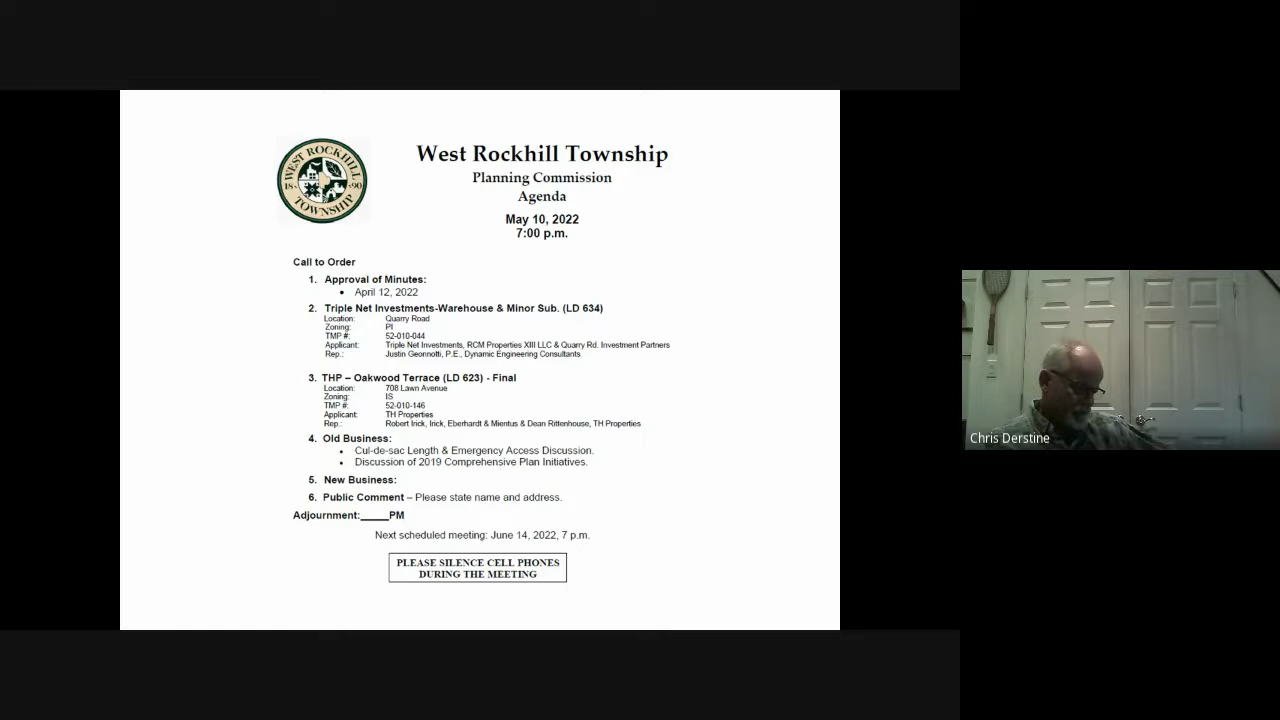 WEST ROCKHILL
18 90
TOWNSHIP
West Rockhill Township
Planning Commission
Agenda
May 10, 2022
7:00 p.m.
Call to Order
1. Approval of Minutes:
• April 12, 2022
2. Triple Net Investments-Warehouse & Minor Sub. (LD 634)
Location: Quarry Road
Zoning: PI
TMP #: 52-010-044
Applicant: Triple Net Investments, RCM Properties XIII LLC & Quarry Rd. Investment Partners
Rep.: Justin Geonnotti, P.E., Dynamic Engineering Consultants
3. THP – Oakwood Terrace (LD 623) - Final
Location: 708 Lawn Avenue
Zoning: IS
TMP #: 52-010-146
Applicant: TH Properties
Rep.: Robert Irick, Irick, Eberhardt & Mientus & Dean Rittenhouse, TH Properties
4. Old Business:
• Cul-de-sac Length & Emergency Access Discussion.
• Discussion of 2019 Comprehensive Plan Initiatives.
5. New Business:
6. Public Comment – Please state name and address.
Adjournment:_____PM
Next scheduled meeting: June 14, 2022, 7 p.m.
PLEASE SILENCE CELL PHONES
DURING THE MEETING
Chris Derstine